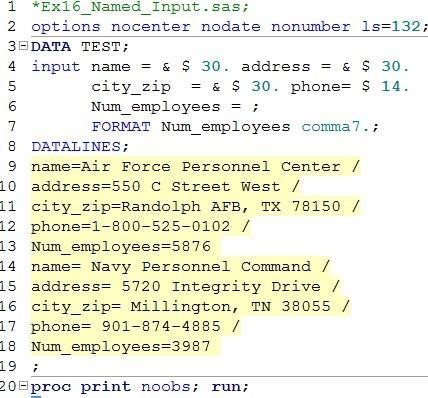 1 *Ex16_Named_Input.sas;
2 options nocenter nodate nonumber ls=132;
3 DATA TEST;
4 input name = & $ 30. address = & $ 30.
5 city_zip = & $ 30. phone= $ 14.
6 Num_employees = ;
7 FORMAT Num_employees comma7.;
8 DATALINES;
9 name=Air Force Personnel Center /
10 address=550 C Street West /
11 city_zip=Randolph AFB, TX 78150 /
12 phone=1-800-525-0102 /
13 Num_employees=5876
14 name= Navy Personnel Command /
15 address= 5720 Integrity Drive /
16 city_zip= Millington, TN 38055 /
17 phone= 901-874-4885 /
18 Num_employees=3987
19 ;
20 proc print noobs; run;